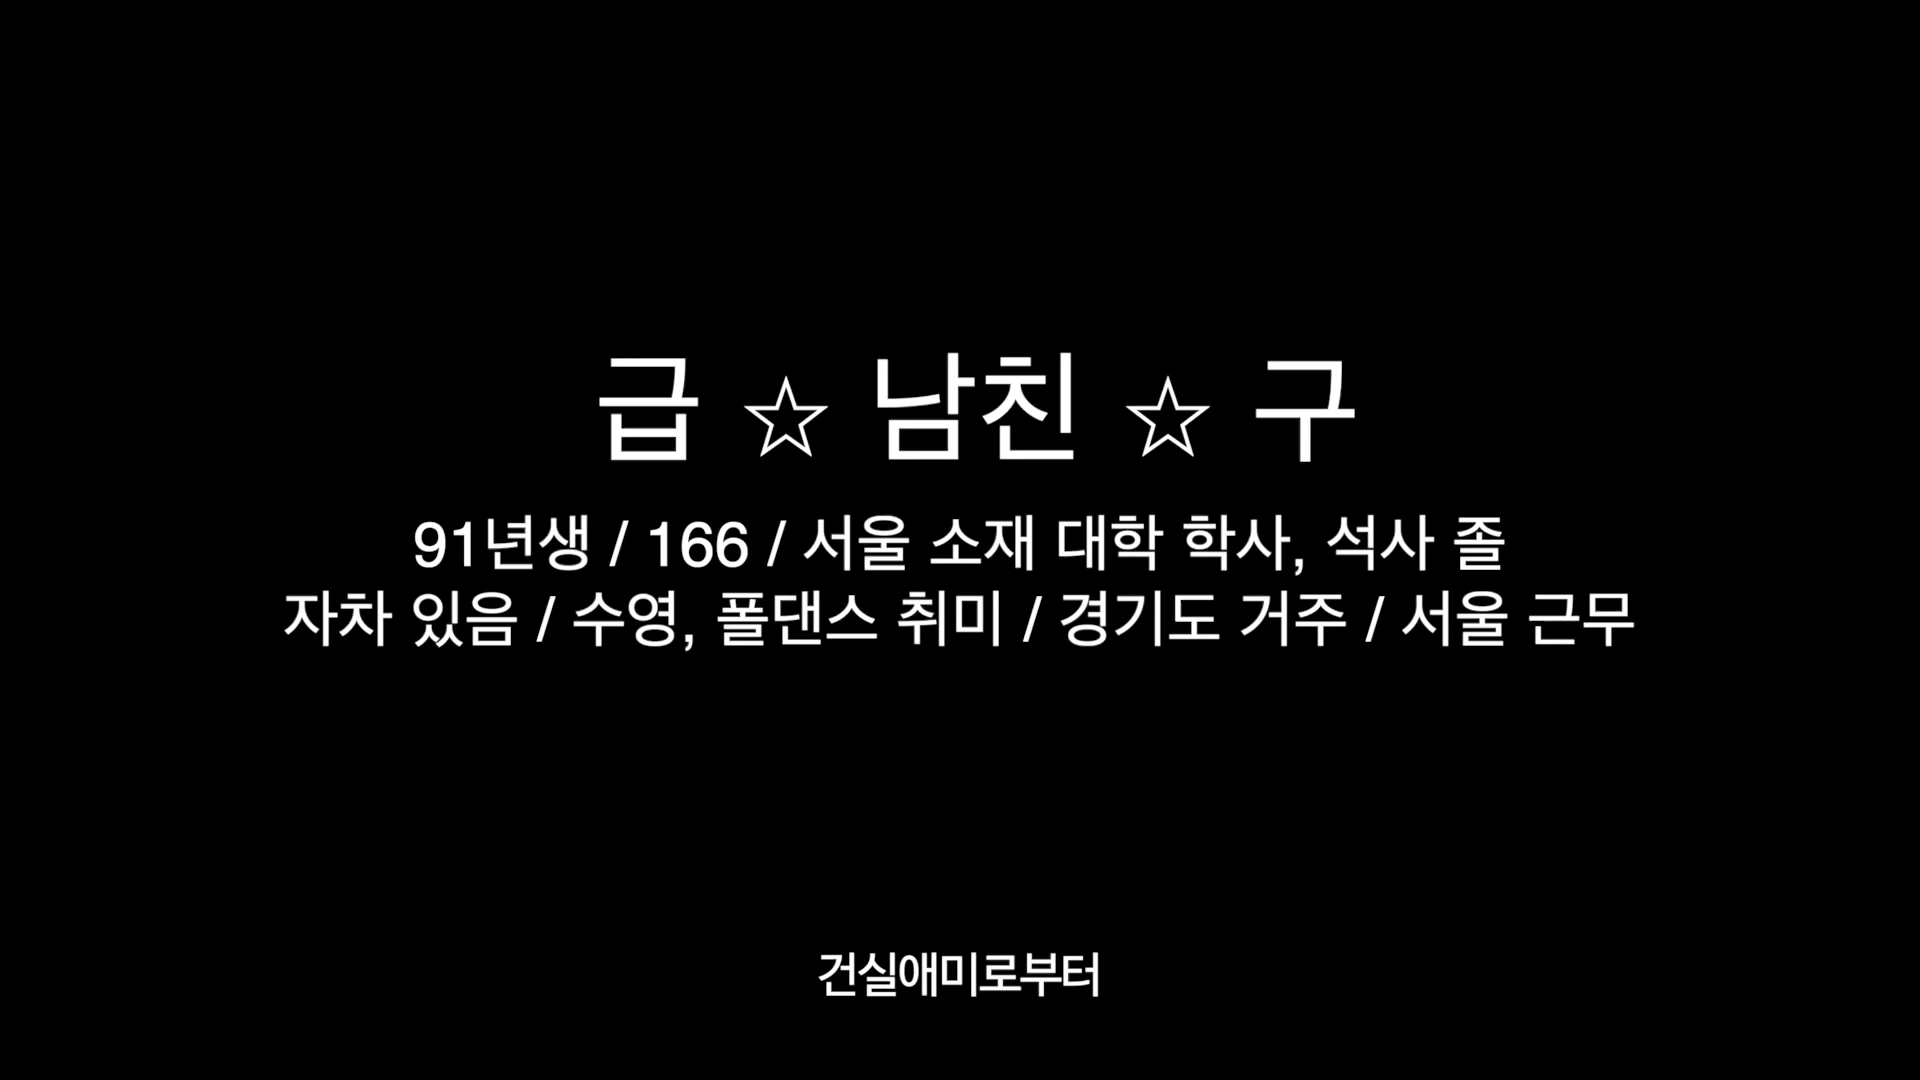 급 ☆ 남친 ☆ 구
91년생 / 166 / 서울 소재 대학 학사, 석사 졸
자차 있음 / 수영, 폴댄스 취미 / 경기도 거주 / 서울 근무
건실애미로부터